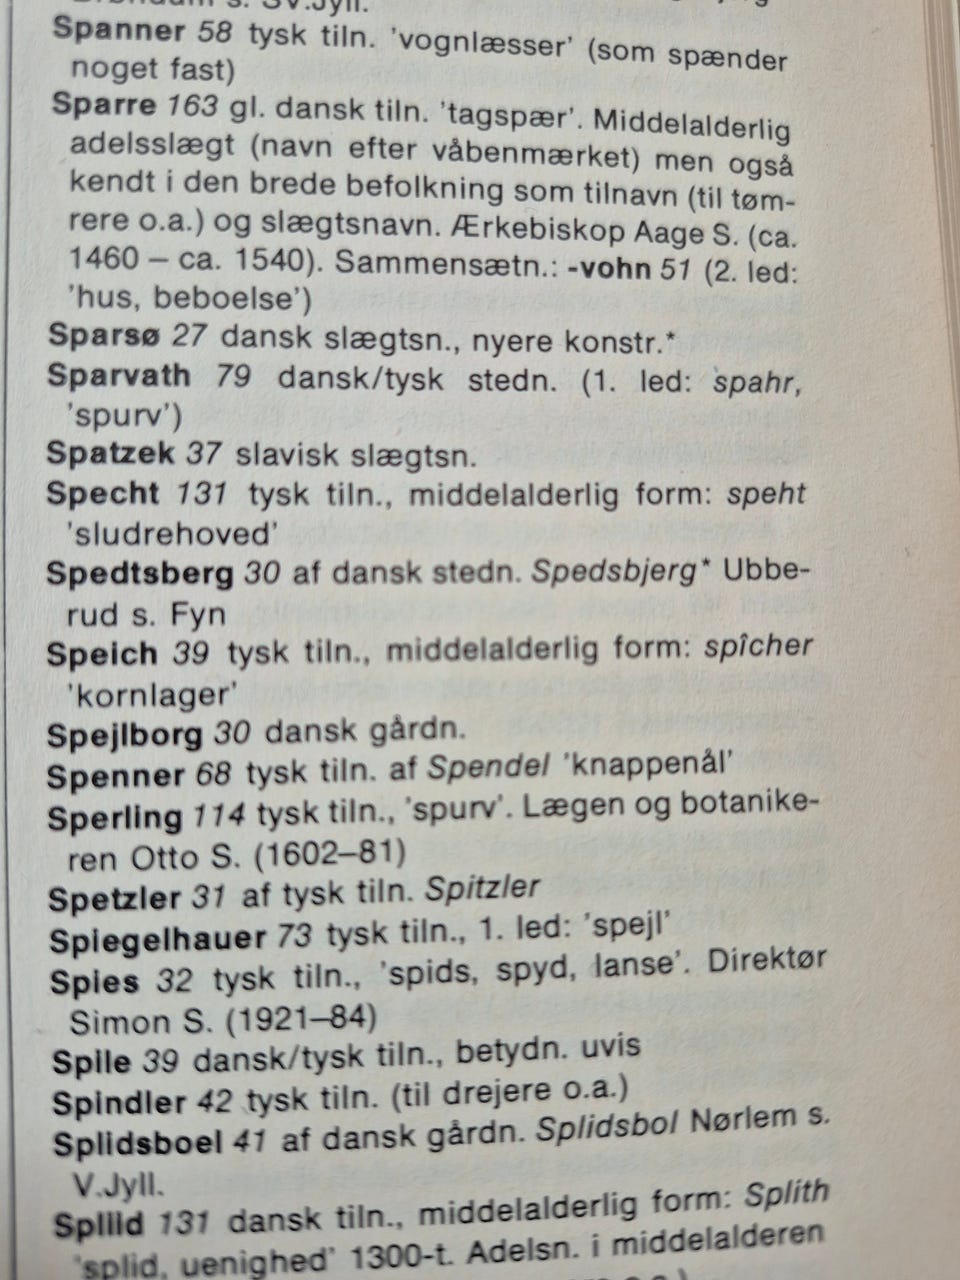 s. SV.Jyll.
Spanner 58 tysk tiln. 'vognlæsser' (som spænder
noget fast)
Sparre 163 gl. dansk tiln. 'tagspær'. Middelalderlig
adelsslægt (navn efter våbenmærket) men også
kendt i den brede befolkning som tilnavn (til tøm-
rere o.a.) og slægtsnavn. Ærkebiskop Aage S. (ca.
1460 – ca. 1540). Sammensætn.: -vohn 51 (2. led:
'hus, beboelse')
Sparsø 27 dansk slægtsn., nyere konstr.*
Sparvath 79 dansk/tysk stedn. (1. led: spahr,
'spurv')
Spatzek 37 slavisk slægtsn.
Specht 131 tysk tiln., middelalderlig form: speht
'sludrehoved'
Spedtsberg 30 af dansk stedn. Spedsbjerg* Ubbe-
rud s. Fyn
Speich 39 tysk tiln., middelalderlig form: spîcher
'kornlager'
Spejlborg 30 dansk gårdn.
Spenner 68 tysk tiln. af Spendel 'knappenål'
Sperling 114 tysk tiln., 'spurv'. Lægen og botanike-
ren Otto S. (1602–81)
Spetzler 31 af tysk tiln. Spitzler
Spiegelhauer 73 tysk tiln., 1. led: 'spejl'
Spies 32 tysk tiln., 'spids, spyd, lanse'. Direktør
Simon S. (1921–84)
Spile 39 dansk/tysk tiln., betydn. uvis
Spindler 42 tysk tiln. (til drejere o.a.)
Splidsboel 41 af dansk gårdn. Splidsbol Nørlem s.
V.Jyll.
Spliid 131 dansk tiln., middelalderlig form: Splith
'splid, uenighed' 1300-t. Adelsn. i middelalderen